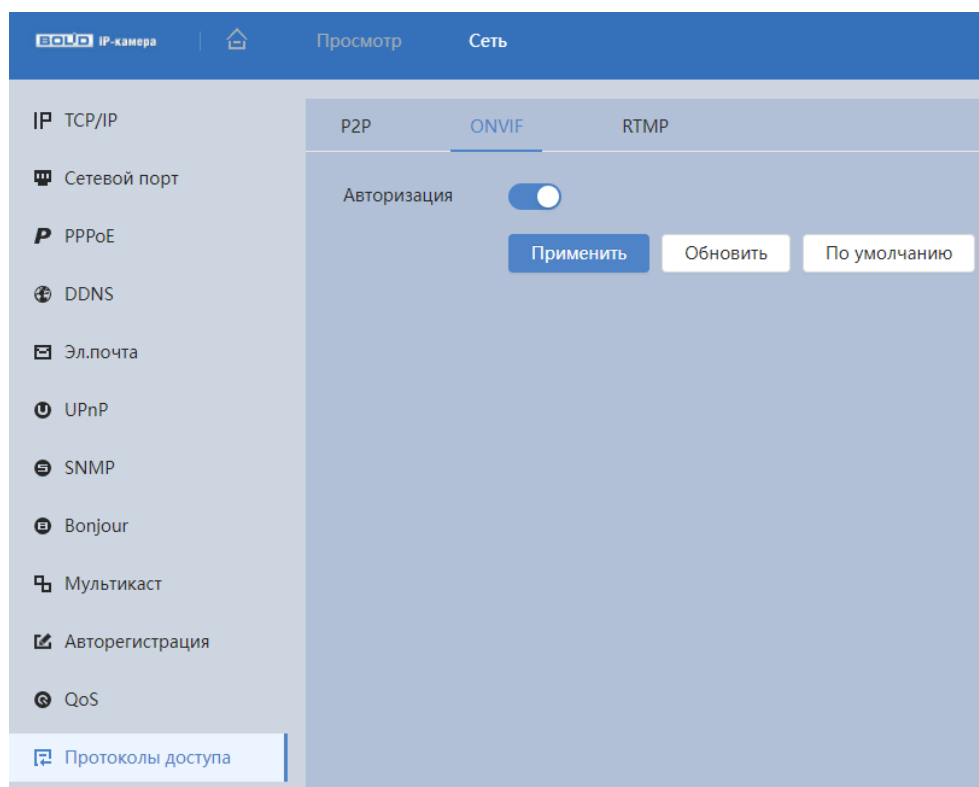 BOLID IP-камера
Просмотр
Сеть
TCP/IP
Сетевой порт
PPPoE
DDNS
Эл.почта
UPnP
SNMP
Bonjour
Мультикаст
Авторегистрация
QoS
Протоколы доступа
P2P
ONVIF
RTMP
Авторизация
Применить
Обновить
По умолчанию